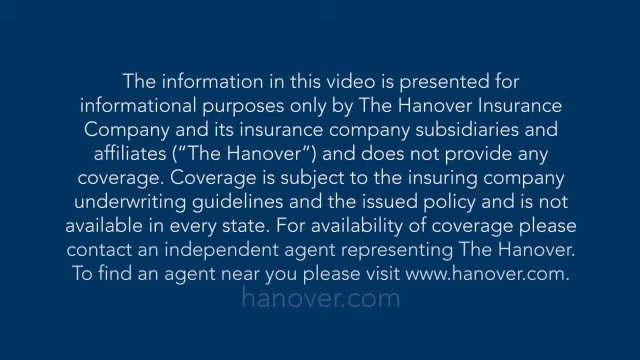 The information in this video is presented for
informational purposes only by The Hanover Insurance
Company and its insurance company subsidiaries and
affiliates (“The Hanover”) and does not provide any
coverage. Coverage is subject to the insuring company
underwriting guidelines and the issued policy and is not
available in every state. For availability of coverage please
contact an independent agent representing The Hanover.
To find an agent near you please visit www.hanover.com.
hanover.com